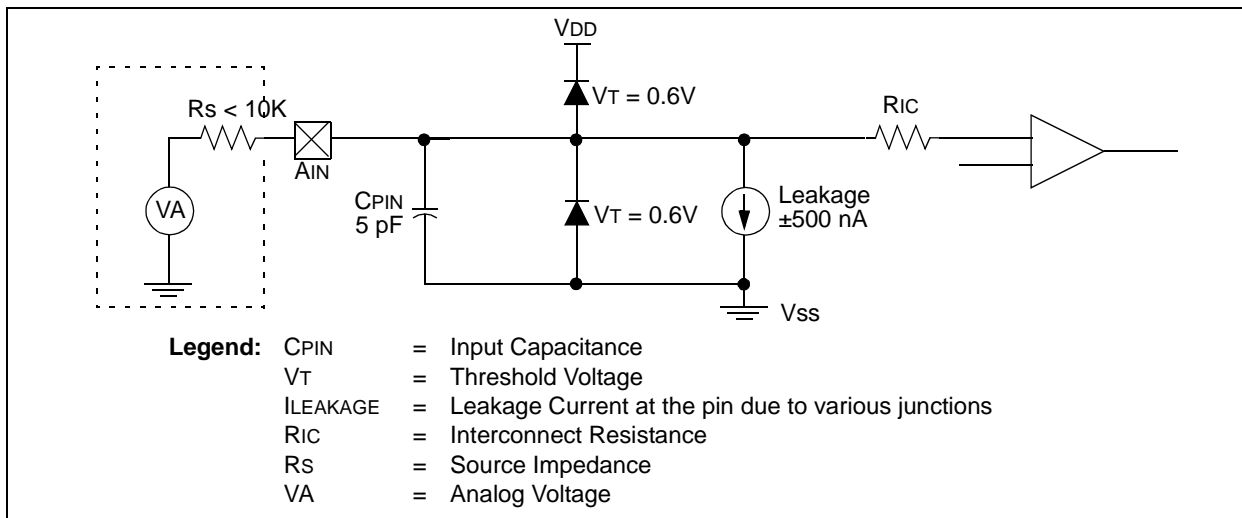 VDD
VT = 0.6V
RIC
Rs < 10K
AIN
VA
CPIN
5 pF
VT = 0.6V
Leakage
±500 nA
Vss
Legend: CPIN = Input Capacitance
VT = Threshold Voltage
ILEAKAGE = Leakage Current at the pin due to various junctions
RIC = Interconnect Resistance
RS = Source Impedance
VA = Analog Voltage